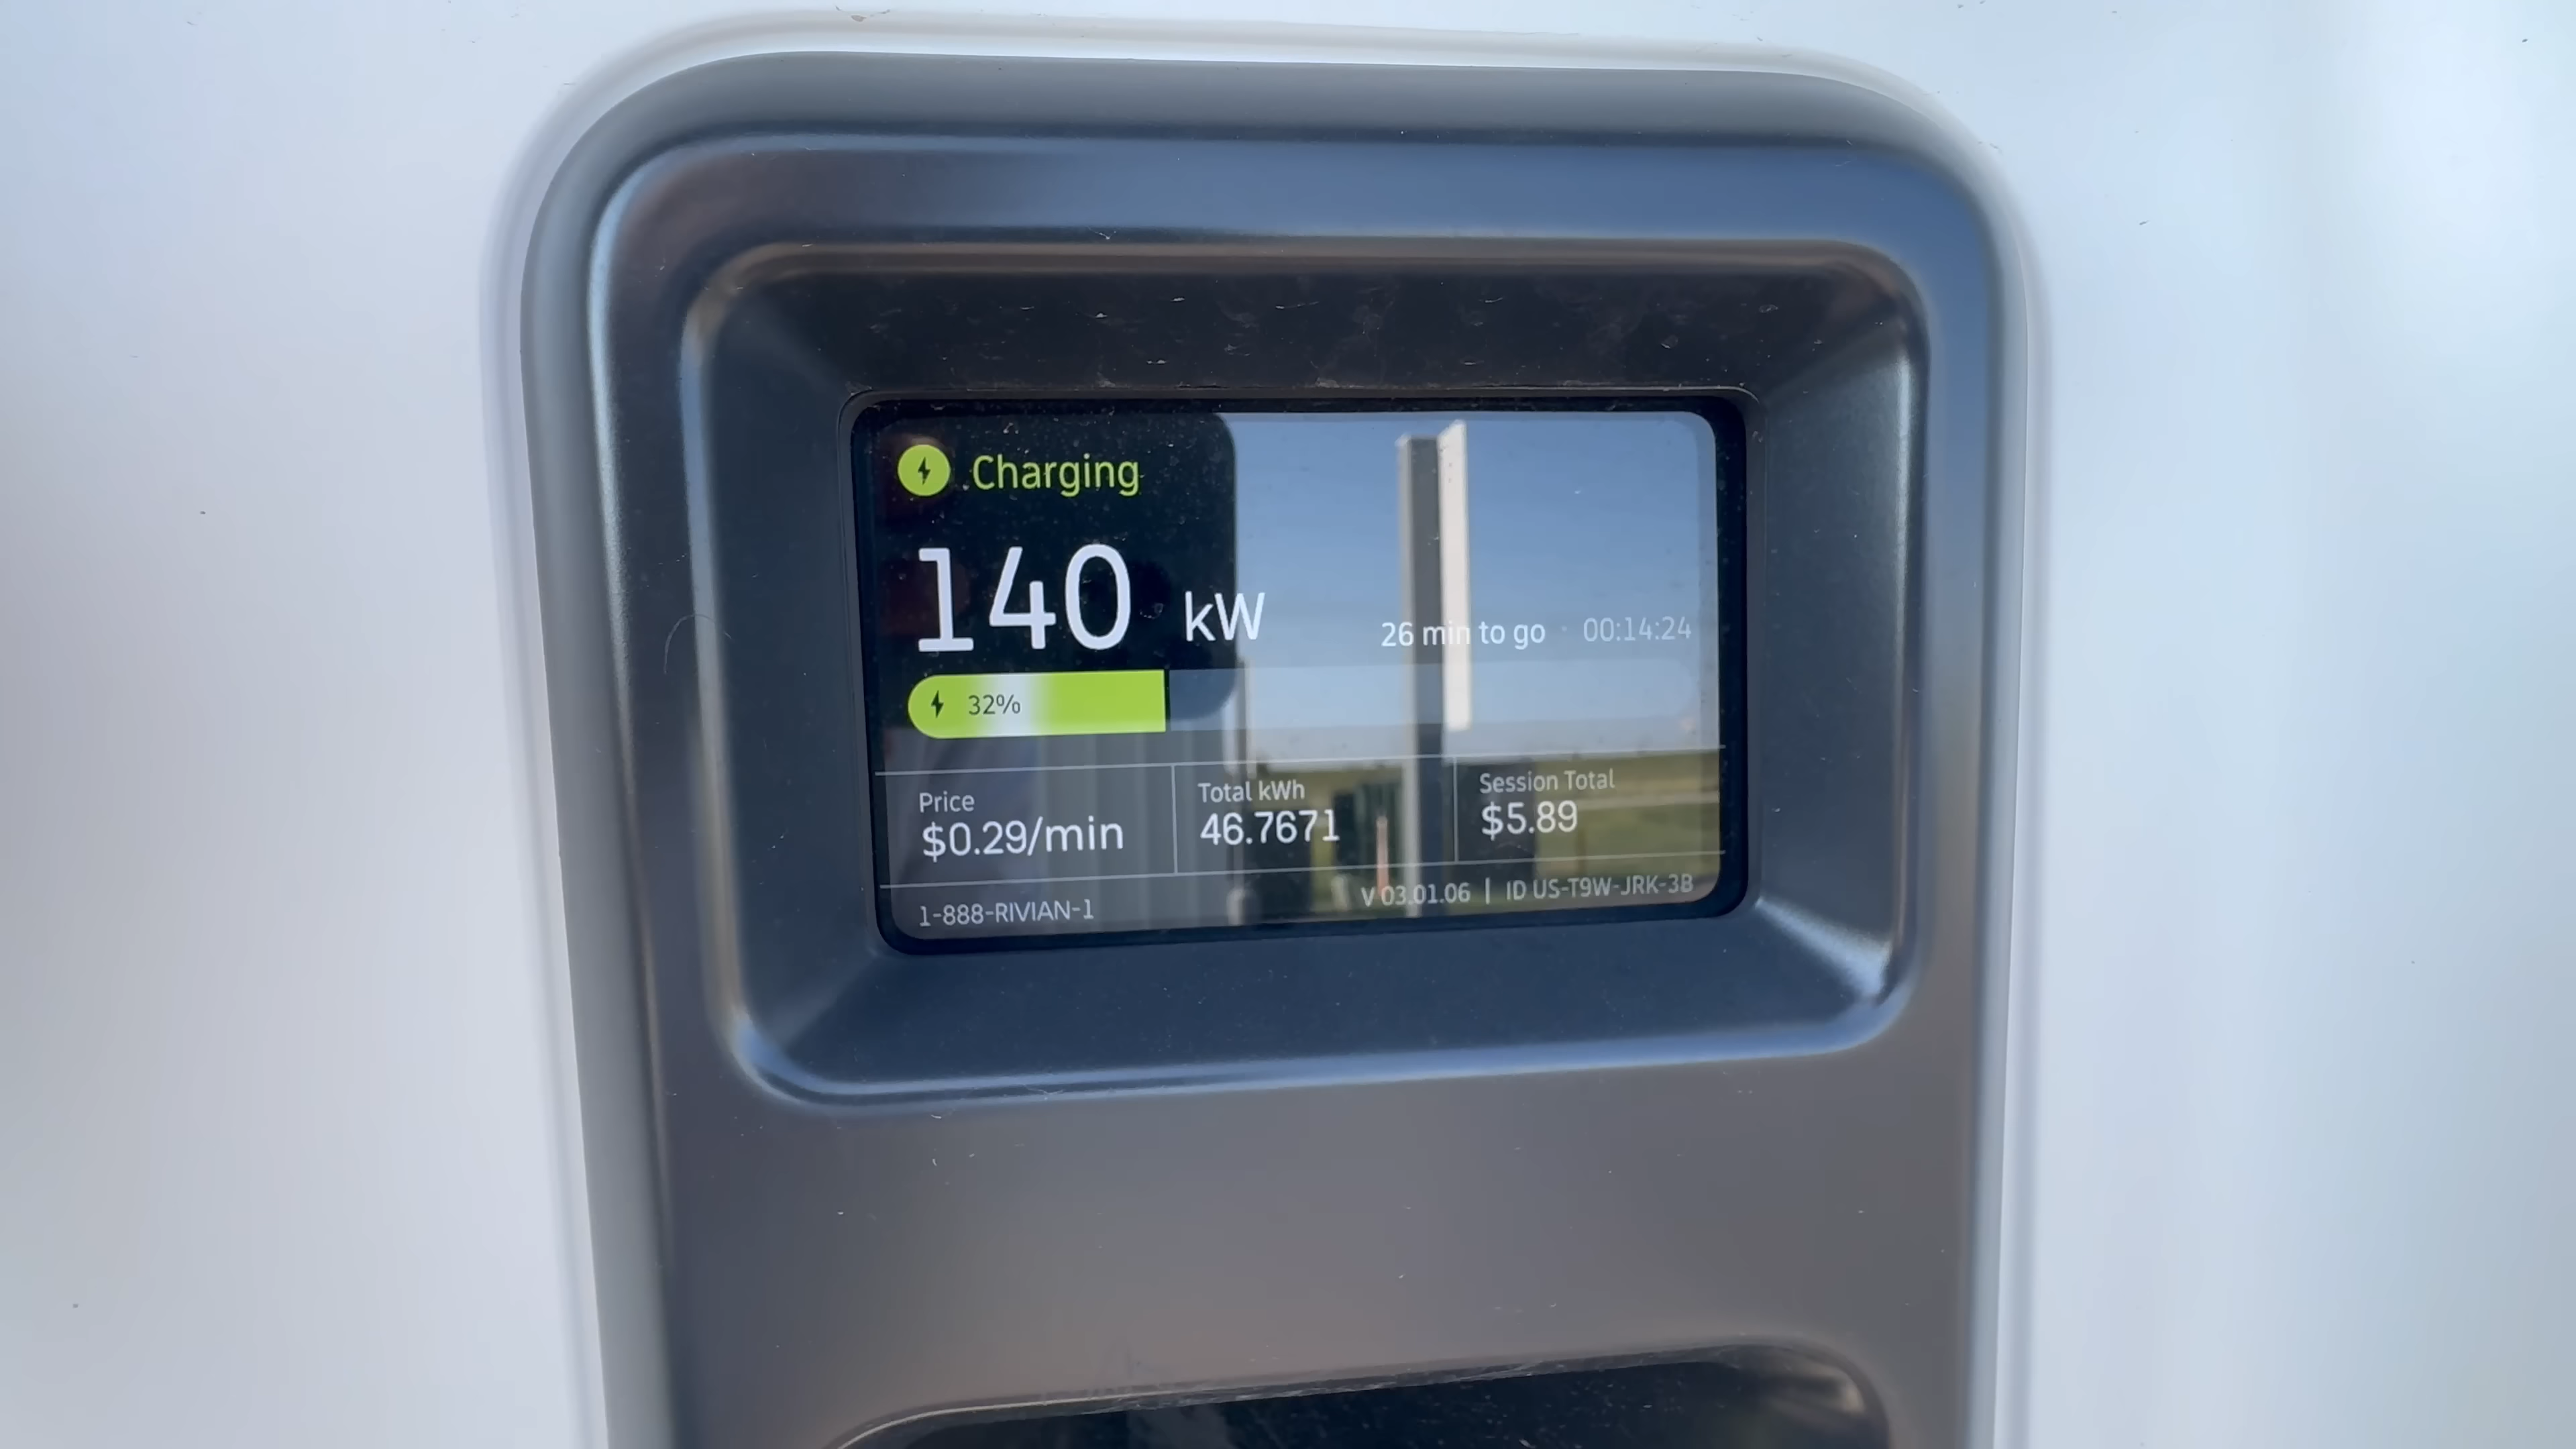 Charging
140 kW
26 min to go · 00:14:24
32%
Price
$0.29/min
Total kWh
46.7671
Session Total
$5.89
1-888-RIVIAN-1
V 03.01.06 | ID US-T9W-JRK-3B